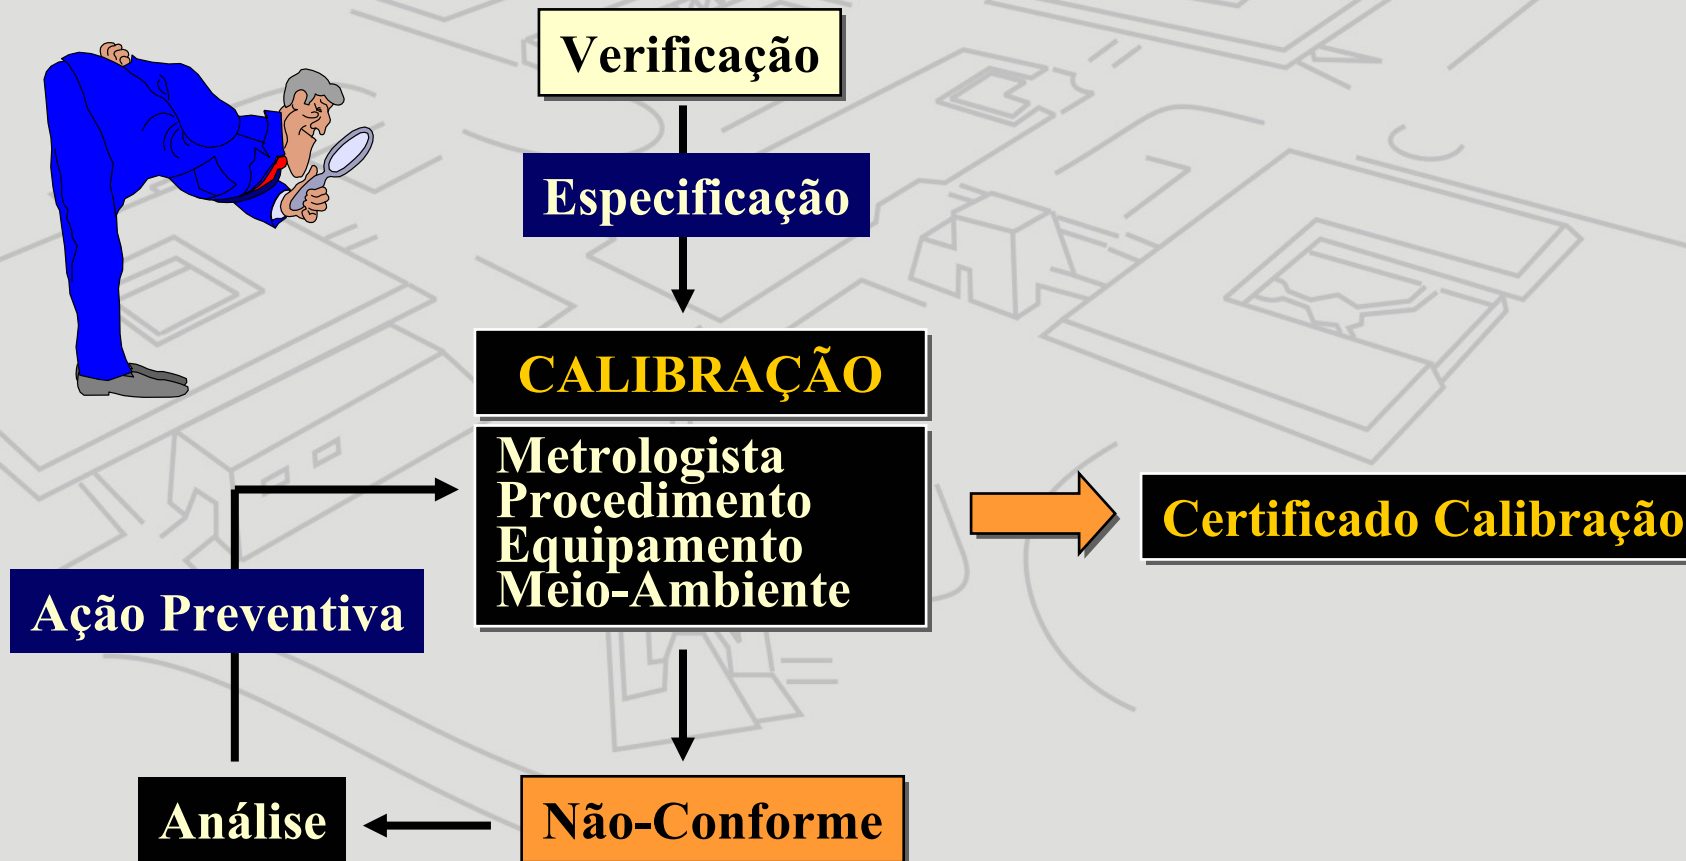 Verificação
Especificação
CALIBRAÇÃO
Metrologista
Procedimento
Equipamento
Meio-Ambiente
Certificado Calibração
Ação Preventiva
Análise
Não-Conforme